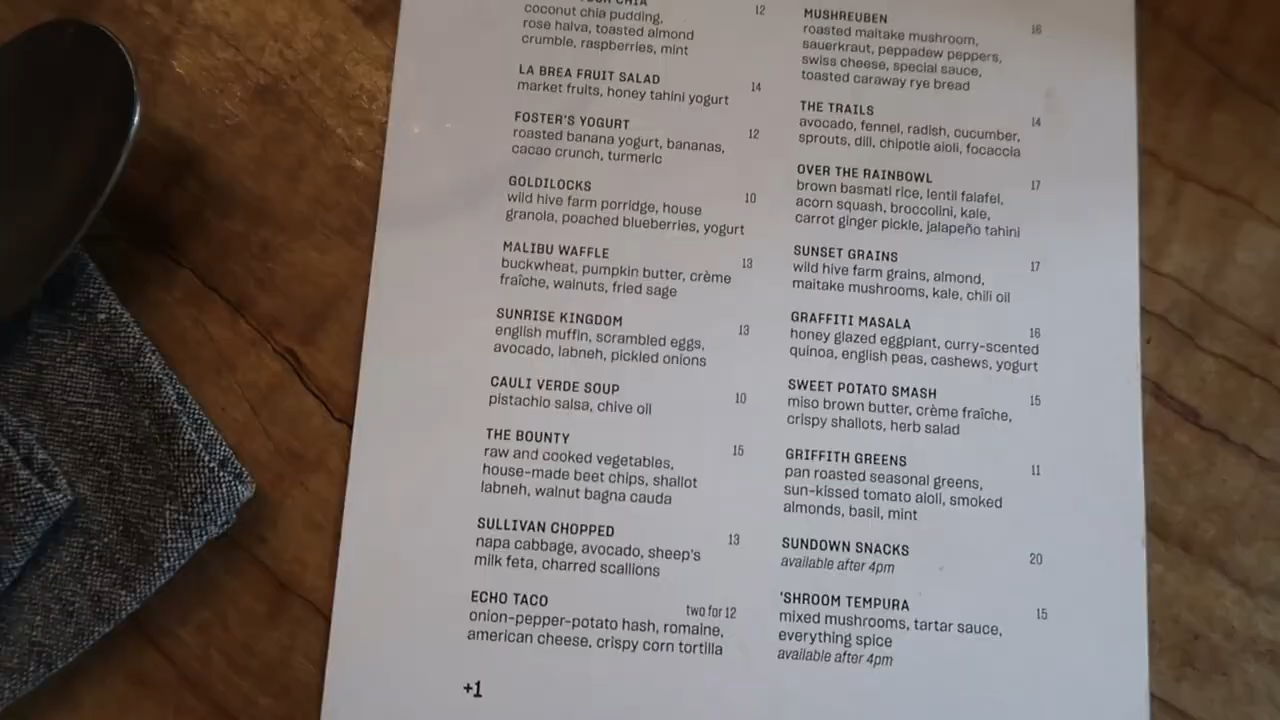 CHIA 12
coconut chia pudding,
rose halva, toasted almond
crumble, raspberries, mint
LA BREA FRUIT SALAD 14
market fruits, honey tahini yogurt
FOSTER'S YOGURT 12
roasted banana yogurt, bananas,
cacao crunch, turmeric
GOLDILOCKS 10
wild hive farm porridge, house
granola, poached blueberries, yogurt
MALIBU WAFFLE 13
buckwheat, pumpkin butter, crème
fraîche, walnuts, fried sage
SUNRISE KINGDOM 13
english muffin, scrambled eggs,
avocado, labneh, pickled onions
CAULI VERDE SOUP 10
pistachio salsa, chive oil
THE BOUNTY 15
raw and cooked vegetables,
house-made beet chips, shallot
labneh, walnut bagna cauda
SULLIVAN CHOPPED 13
napa cabbage, avocado, sheep's
milk feta, charred scallions
ECHO TACO two for 12
onion-pepper-potato hash, romaine,
american cheese, crispy corn tortilla
+1
MUSHREUBEN 16
roasted maitake mushroom,
sauerkraut, peppadew peppers,
swiss cheese, special sauce,
toasted caraway rye bread
THE TRAILS 14
avocado, fennel, radish, cucumber,
sprouts, dill, chipotle aioli, focaccia
OVER THE RAINBOWL 17
brown basmati rice, lentil falafel,
acorn squash, broccolini, kale,
carrot ginger pickle, jalapeño tahini
SUNSET GRAINS 17
wild hive farm grains, almond,
maitake mushrooms, kale, chili oil
GRAFFITI MASALA 16
honey glazed eggplant, curry-scented
quinoa, english peas, cashews, yogurt
SWEET POTATO SMASH 15
miso brown butter, crème fraîche,
crispy shallots, herb salad
GRIFFITH GREENS 11
pan roasted seasonal greens,
sun-kissed tomato aioli, smoked
almonds, basil, mint
SUNDOWN SNACKS 20
available after 4pm
'SHROOM TEMPURA 15
mixed mushrooms, tartar sauce,
everything spice
available after 4pm